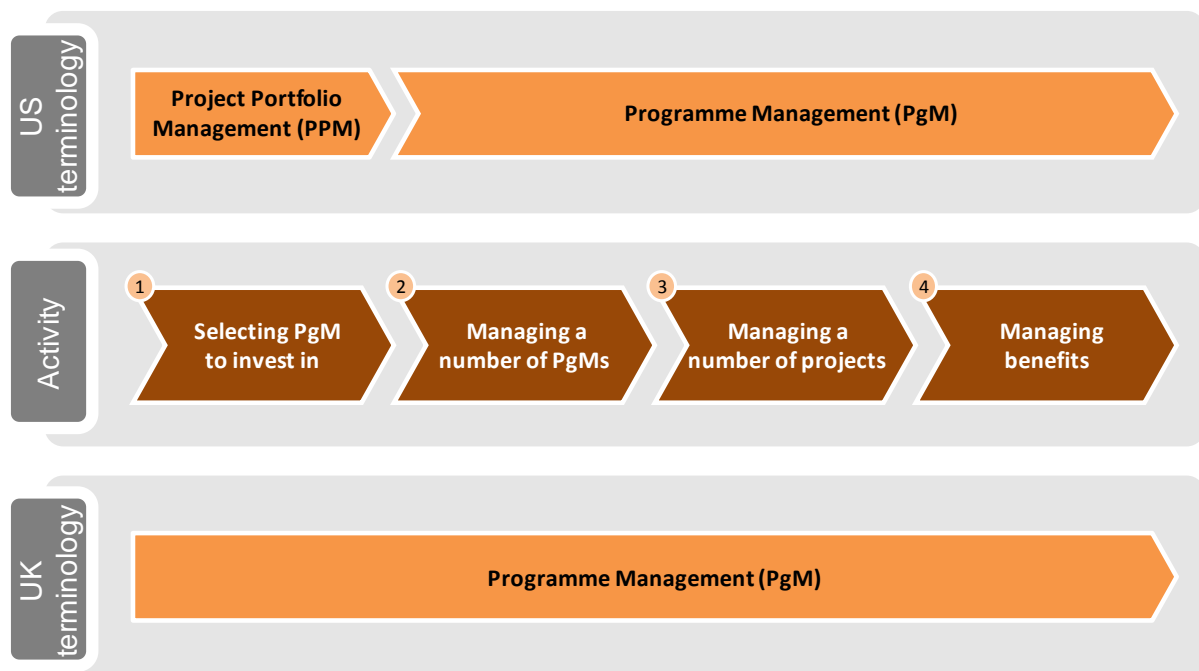 US
terminology
Project Portfolio
Management (PPM)
Programme Management (PgM)
Activity
1
Selecting PgM
to invest in
2
Managing a
number of PgMs
3
Managing a
number of projects
4
Managing
benefits
UK
terminology
Programme Management (PgM)